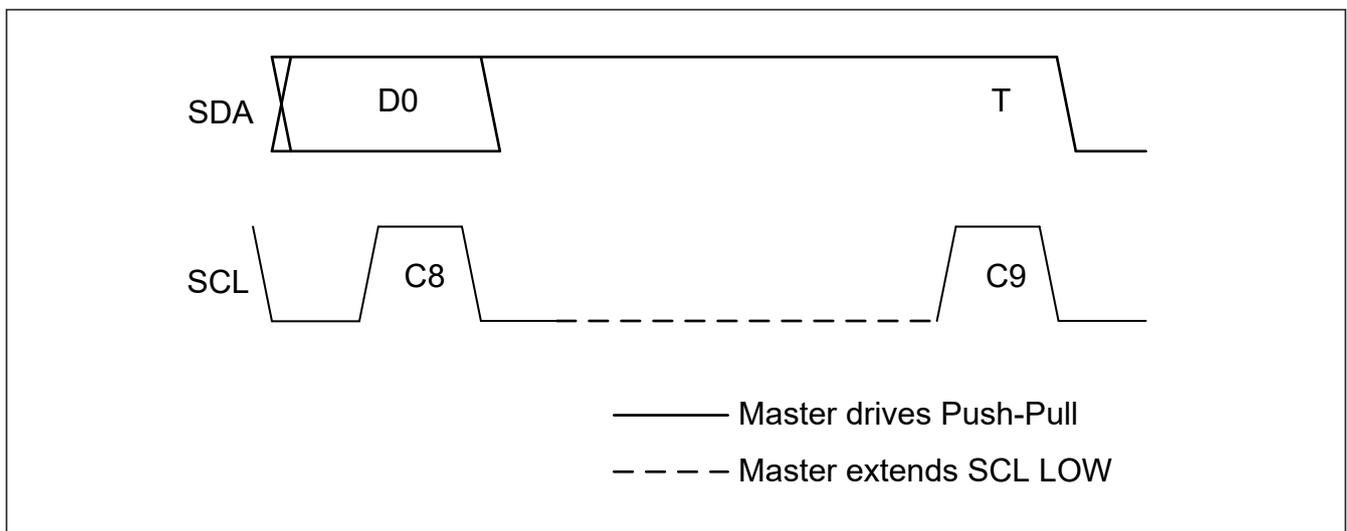 SDA D0 T
SCL C8 C9
Master drives Push-Pull
Master extends SCL LOW